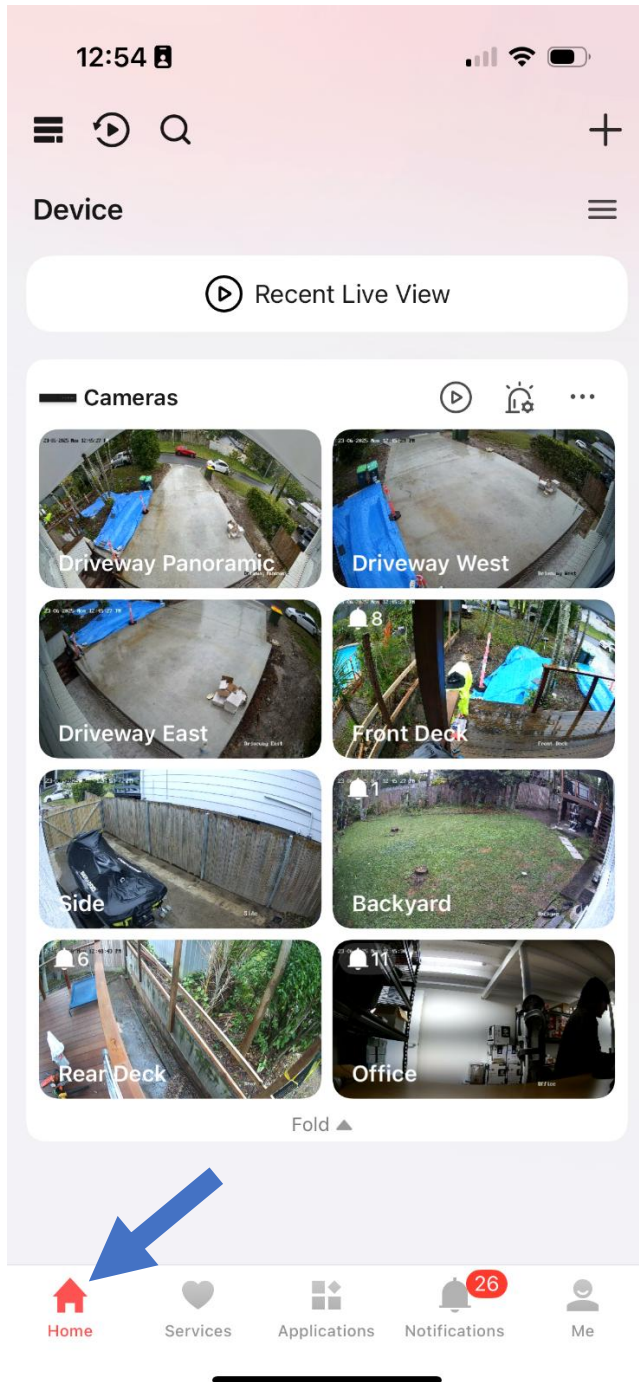 12:54
Device
Recent Live View
Cameras
Driveway Panoramic
Driveway West
Driveway East
8
Front Deck
Side
1
Backyard
6
Rear Deck
11
Office
Fold
26
Home Services Applications Notifications Me